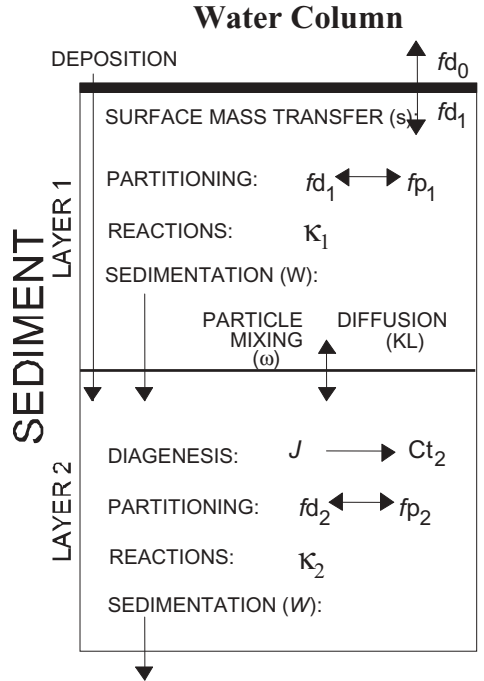 Water Column
DEPOSITION
fd0
SURFACE MASS TRANSFER (s):
fd1
PARTITIONING: fd1 fp1
REACTIONS: κ1
SEDIMENTATION (W):
PARTICLE MIXING (ω)
DIFFUSION (KL)
DIAGENESIS: J Ct2
PARTITIONING: fd2 fp2
REACTIONS: κ2
SEDIMENTATION (W):
SEDIMENT
LAYER 1
LAYER 2